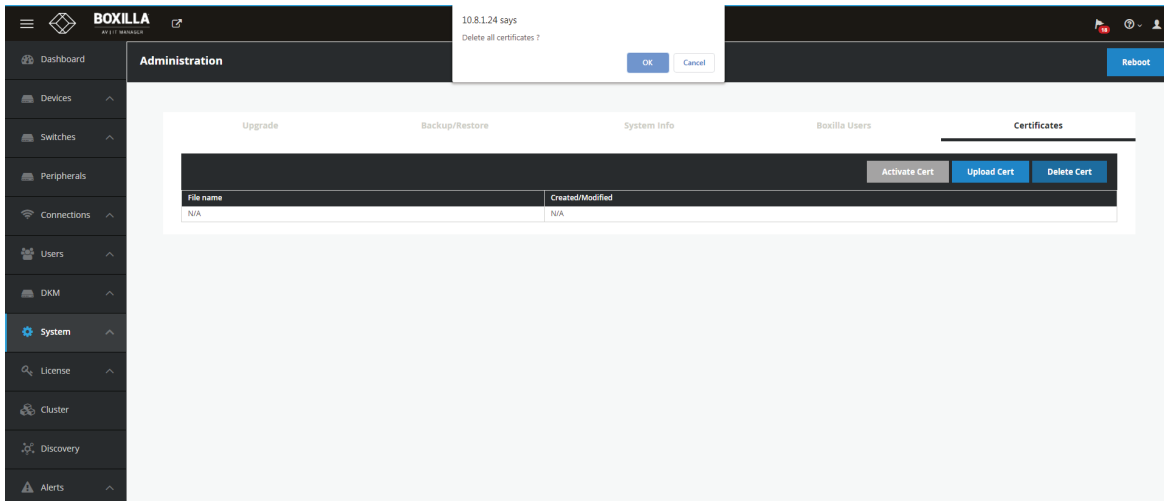 10.8.1.24 says
Delete all certificates ?
OK Cancel
BOXILLA
AV | IT MANAGER
18
Dashboard
Devices
Switches
Peripherals
Connections
Users
DKM
System
License
Cluster
Discovery
Alerts
Administration
Reboot
Upgrade Backup/Restore System Info Boxilla Users Certificates
Activate Cert Upload Cert Delete Cert
File name Created/Modified
N/A N/A